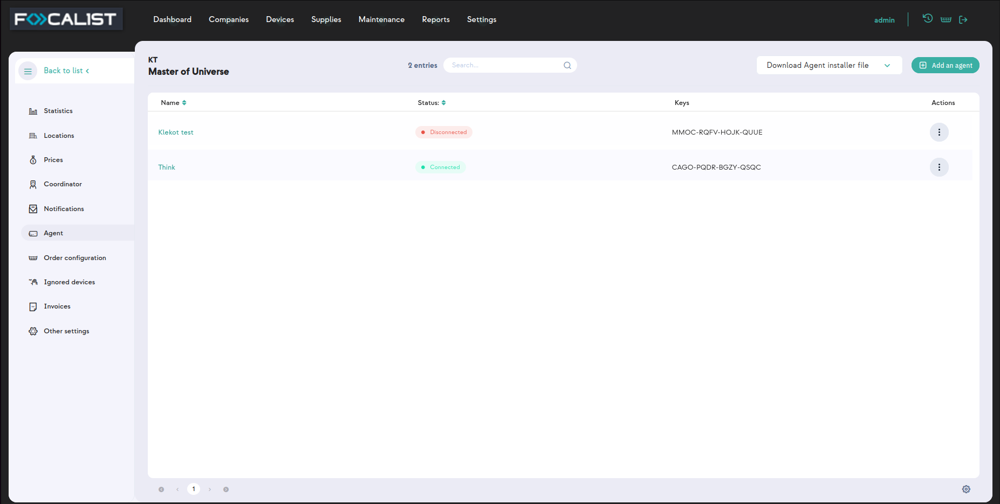 FOCALIST
Dashboard
Companies
Devices
Supplies
Maintenance
Reports
Settings
admin
Back to list
Statistics
Locations
Prices
Coordinator
Notifications
Agent
Order configuration
Ignored devices
Invoices
Other settings
KT
Master of Universe
2 entries
Search...
Download Agent installer file
Add an agent
Name Status: Keys Actions
Klekot test Disconnected MMOC-RQFV-HOJK-QUUE
Think Connected CAGO-PQDR-BGZY-QSQC
1